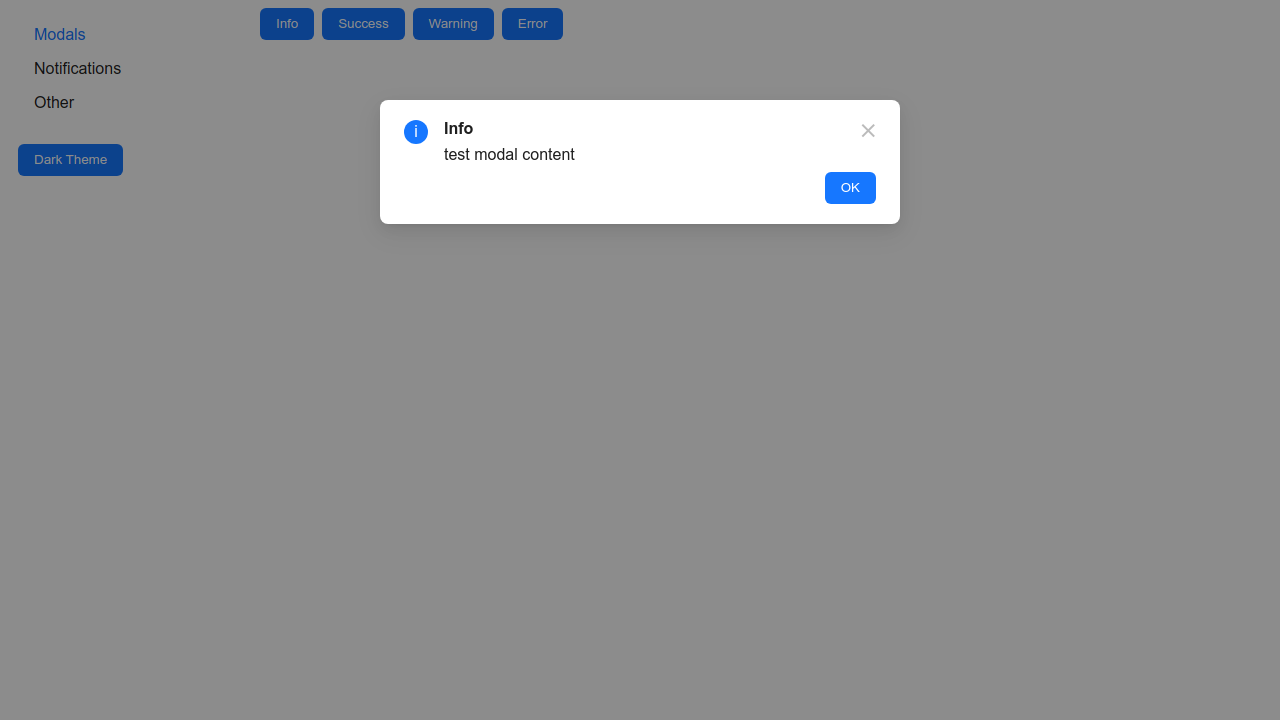 Modals
Notifications
Other
Dark Theme
Info Success Warning Error
Info
test modal content
OK